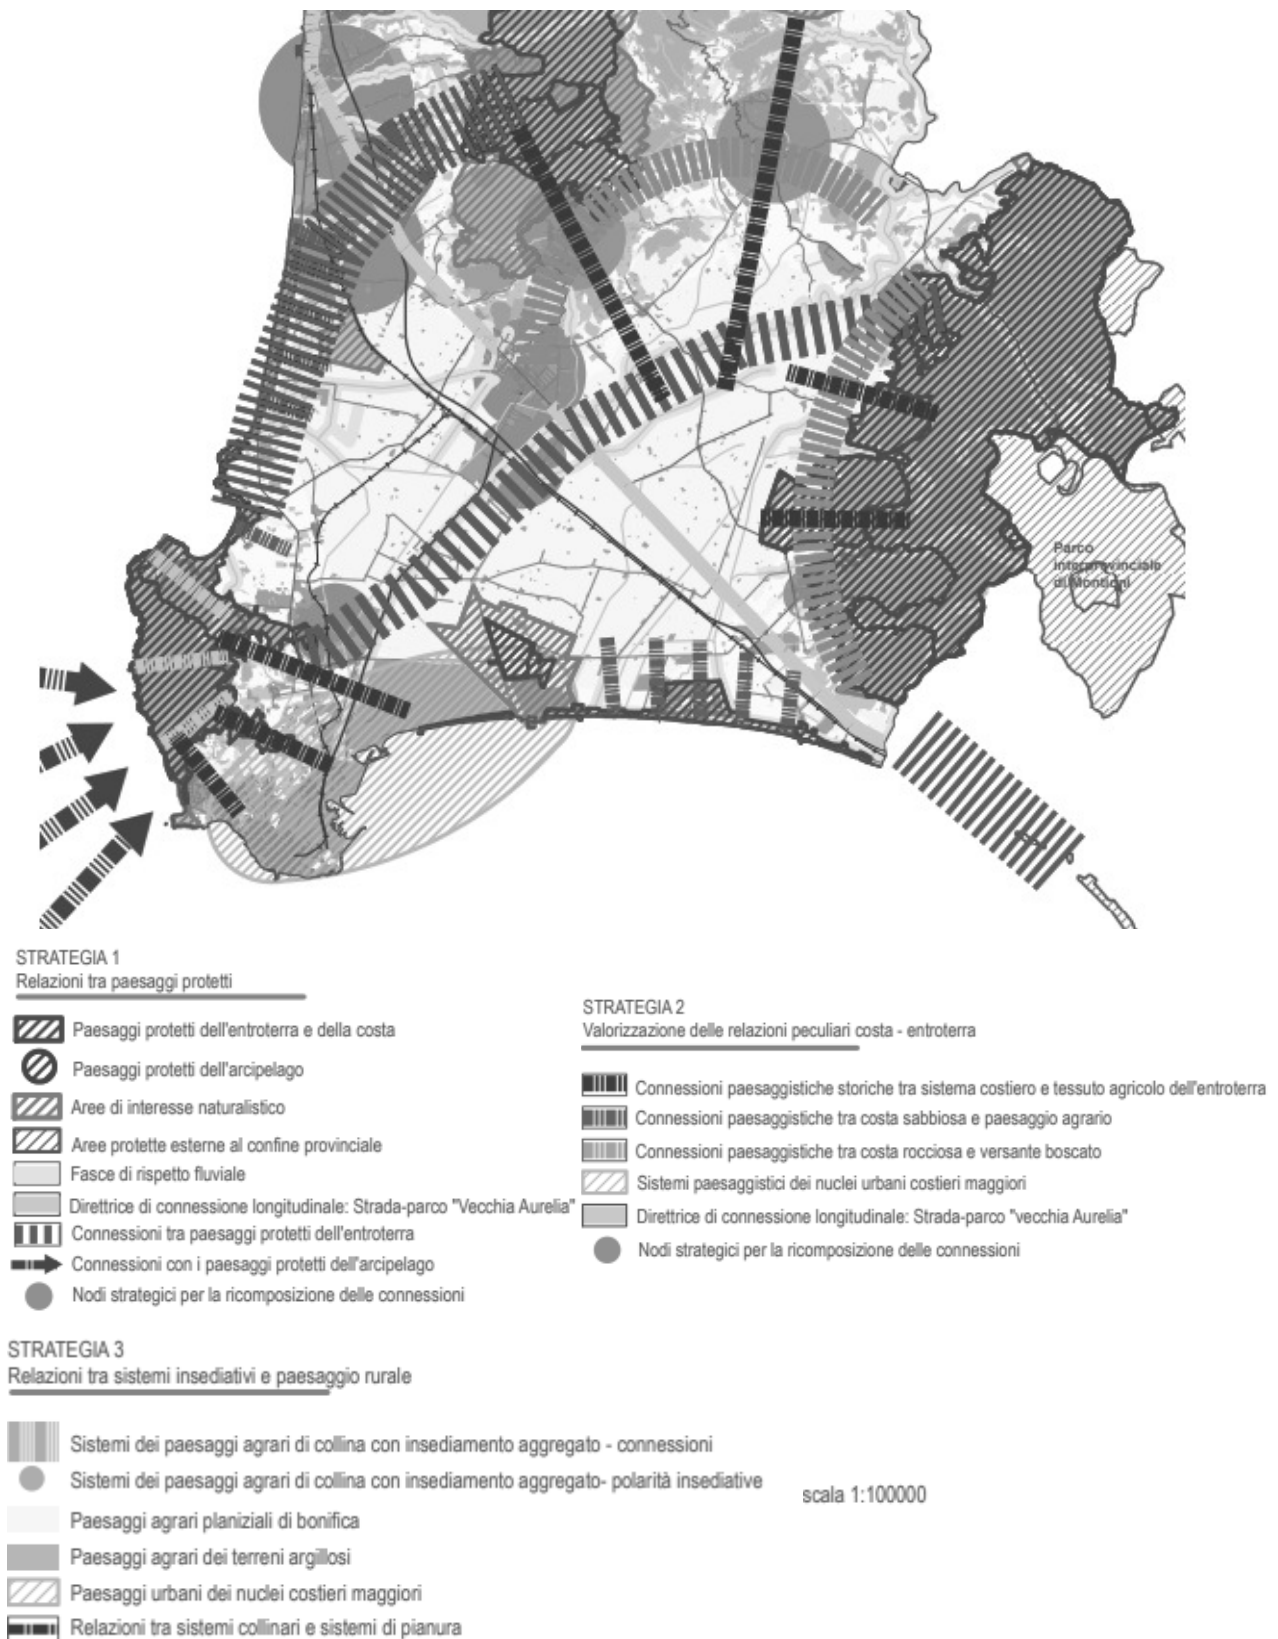 Parco
interprovinciale
di Montioni
STRATEGIA 1
Relazioni tra paesaggi protetti
Paesaggi protetti dell'entroterra e della costa
Paesaggi protetti dell'arcipelago
Aree di interesse naturalistico
Aree protette esterne al confine provinciale
Fasce di rispetto fluviale
Direttrice di connessione longitudinale: Strada-parco "Vecchia Aurelia"
Connessioni tra paesaggi protetti dell'entroterra
Connessioni con i paesaggi protetti dell'arcipelago
Nodi strategici per la ricomposizione delle connessioni
STRATEGIA 2
Valorizzazione delle relazioni peculiari costa - entroterra
Connessioni paesaggistiche storiche tra sistema costiero e tessuto agricolo dell'entroterra
Connessioni paesaggistiche tra costa sabbiosa e paesaggio agrario
Connessioni paesaggistiche tra costa rocciosa e versante boscato
Sistemi paesaggistici dei nuclei urbani costieri maggiori
Direttrice di connessione longitudinale: Strada-parco "vecchia Aurelia"
Nodi strategici per la ricomposizione delle connessioni
STRATEGIA 3
Relazioni tra sistemi insediativi e paesaggio rurale
Sistemi dei paesaggi agrari di collina con insediamento aggregato - connessioni
Sistemi dei paesaggi agrari di collina con insediamento aggregato- polarità insediative
scala 1:100000
Paesaggi agrari planiziali di bonifica
Paesaggi agrari dei terreni argillosi
Paesaggi urbani dei nuclei costieri maggiori
Relazioni tra sistemi collinari e sistemi di pianura